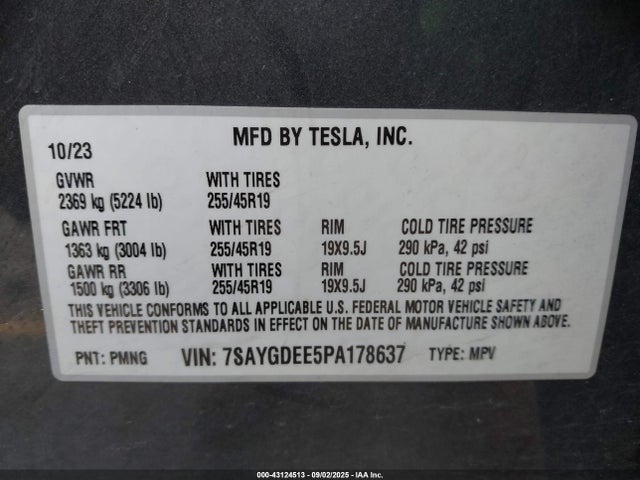 MFD BY TESLA, INC.
10/23
GVWR WITH TIRES
2369 kg (5224 lb) 255/45R19
GAWR FRT WITH TIRES RIM COLD TIRE PRESSURE
1363 kg (3004 lb) 255/45R19 19X9.5J 290 kPa, 42 psi
GAWR RR WITH TIRES RIM COLD TIRE PRESSURE
1500 kg (3306 lb) 255/45R19 19X9.5J 290 kPa, 42 psi
THIS VEHICLE CONFORMS TO ALL APPLICABLE U.S. FEDERAL MOTOR VEHICLE SAFETY AND
THEFT PREVENTION STANDARDS IN EFFECT ON THE DATE OF MANUFACTURE SHOWN ABOVE.
PNT: PMNG VIN: 7SAYGDEE5PA178637 TYPE: MPV
000-43124513 - 09/02/2025 - IAA Inc.